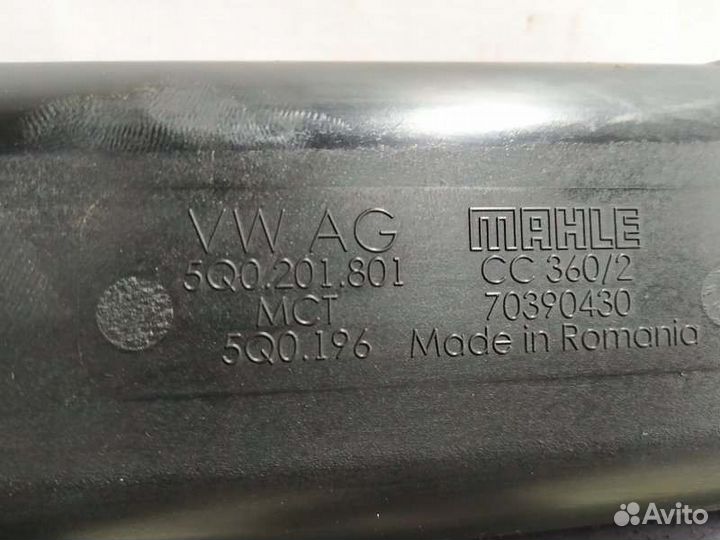 VW AG
5Q0.201.801
MCT
5Q0.196
MAHLE
CC 360/2
70390430
Made in Romania
Avito